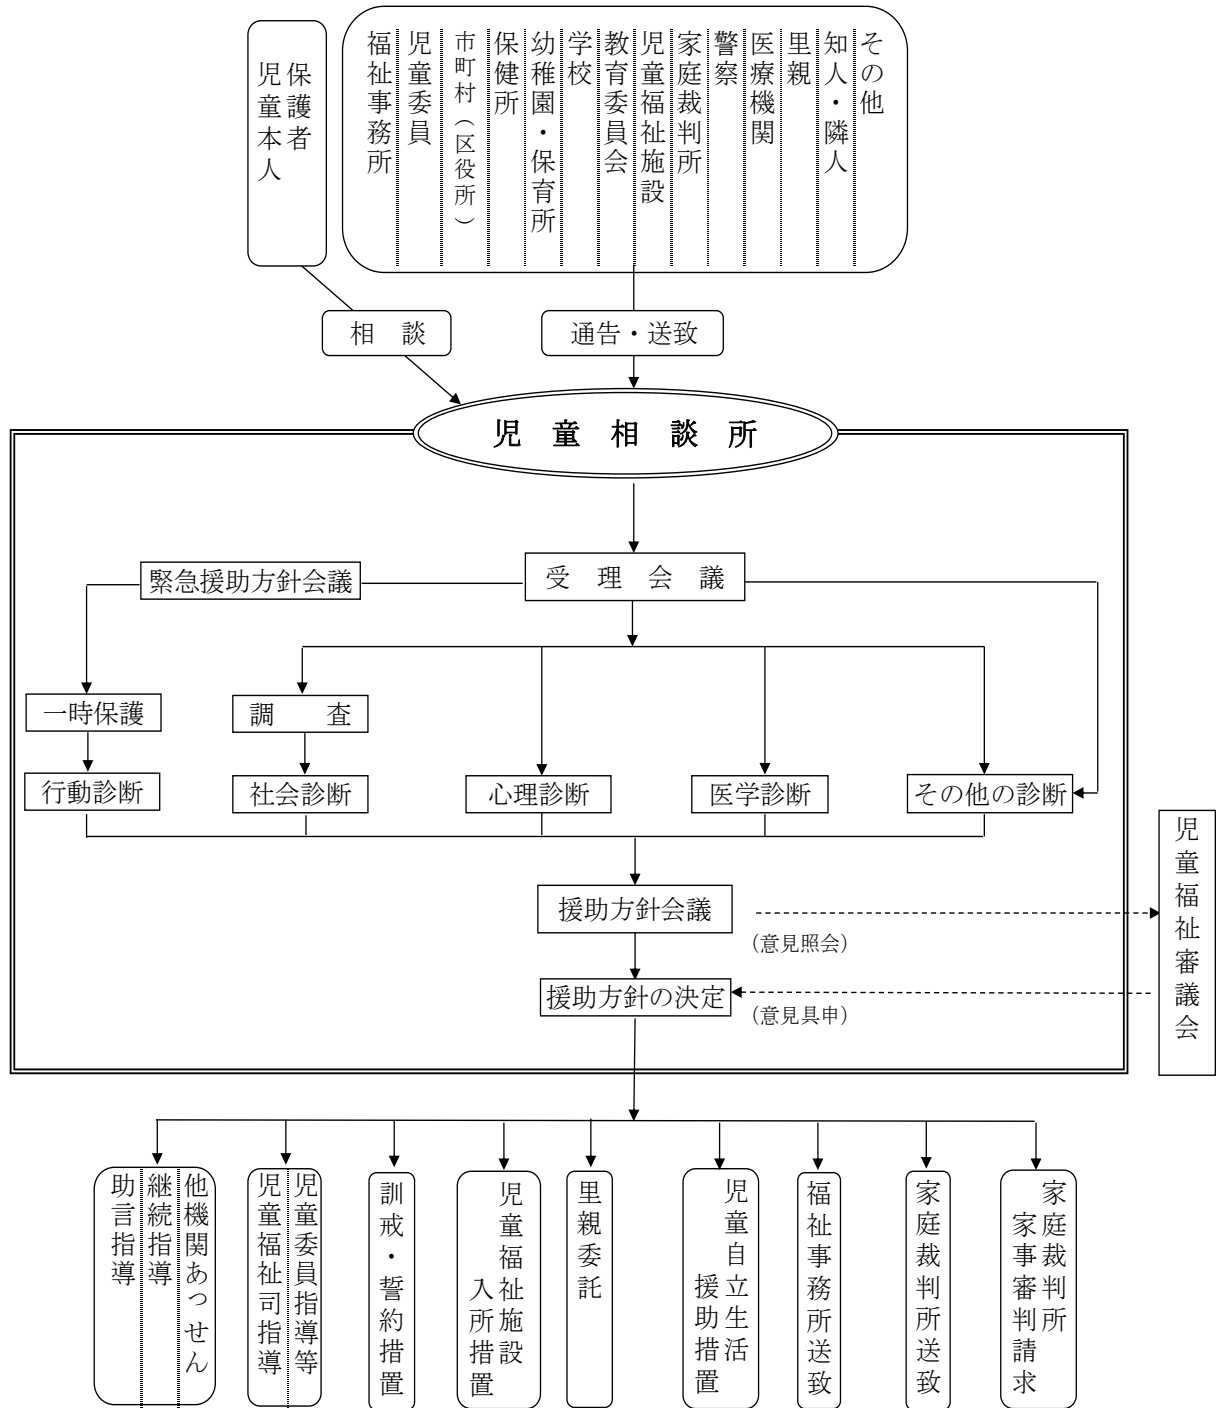 保護者
児童本人
その他
知人・隣人
里親
医療機関
警察
家庭裁判所
児童福祉施設
教育委員会
学校
幼稚園・保育所
保健所
市町村（区役所）
児童委員
福祉事務所
相　談
通告・送致
児　童　相　談　所
緊急援助方針会議
受　理　会　議
一時保護
調　　査
行動診断
社会診断
心理診断
医学診断
その他の診断
児童福祉審議会
援助方針会議
(意見照会)
援助方針の決定
(意見具申)
他機関あっせん
継続指導
助言指導
児童委員指導等
児童福祉司指導
訓戒・誓約措置
児童福祉施設
入所措置
里親委託
児童自立生活
援助措置
福祉事務所送致
家庭裁判所送致
家庭裁判所
家事審判請求